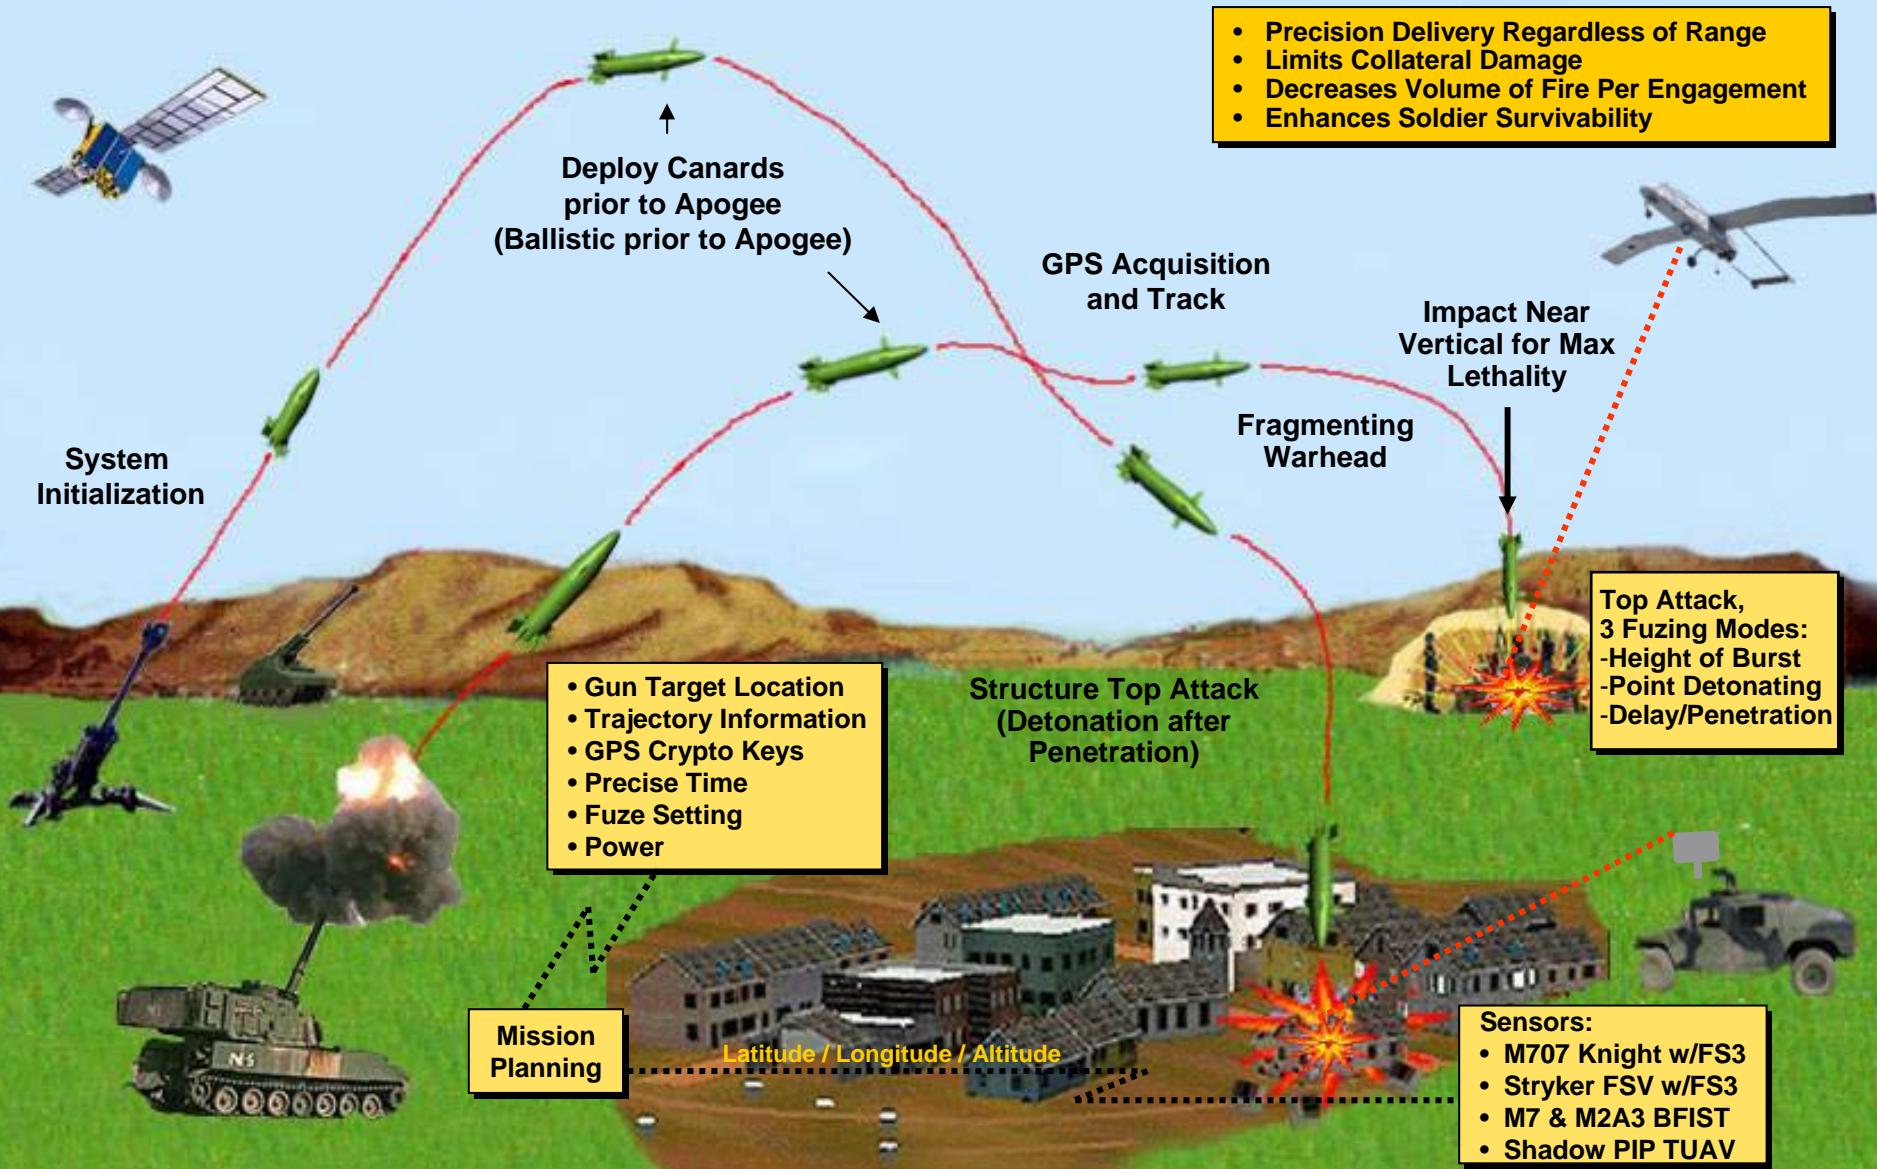 • Precision Delivery Regardless of Range
• Limits Collateral Damage
• Decreases Volume of Fire Per Engagement
• Enhances Soldier Survivability
Deploy Canards
prior to Apogee
(Ballistic prior to Apogee)
GPS Acquisition
and Track
Impact Near
Vertical for Max
Lethality
Fragmenting
Warhead
System
Initialization
Top Attack,
3 Fuzing Modes:
-Height of Burst
-Point Detonating
-Delay/Penetration
• Gun Target Location
• Trajectory Information
• GPS Crypto Keys
• Precise Time
• Fuze Setting
• Power
Structure Top Attack
(Detonation after
Penetration)
Mission
Planning
Latitude / Longitude / Altitude
Sensors:
• M707 Knight w/FS3
• Stryker FSV w/FS3
• M7 & M2A3 BFIST
• Shadow PIP TUAV